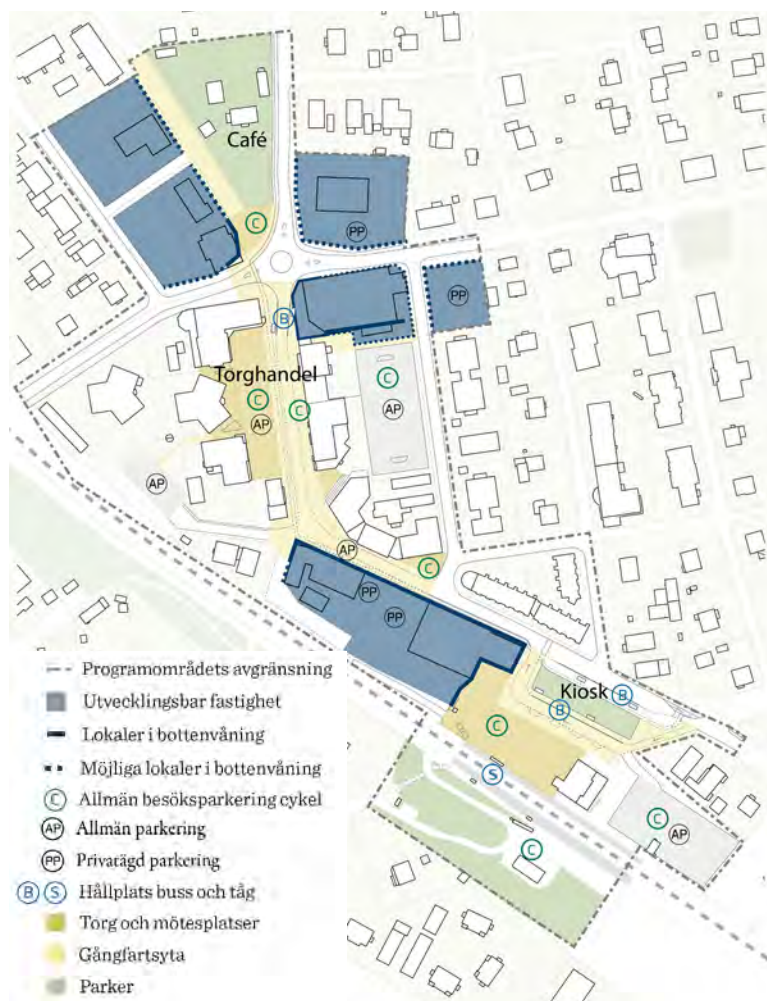 Café
C
PP
PP
B
Torghandel
C
C
AP
C
AP
AP
AP
C
PP
PP
Kiosk
B
B
C
S
C
AP
C
Programområdets avgränsning
Utvecklingsbar fastighet
Lokaler i bottenvåning
Möjliga lokaler i bottenvåning
C Allmän besöksparkering cykel
AP Allmän parkering
PP Privatägd parkering
B S Hållplats buss och tåg
Torg och mötesplatser
Gångfartsyta
Parker